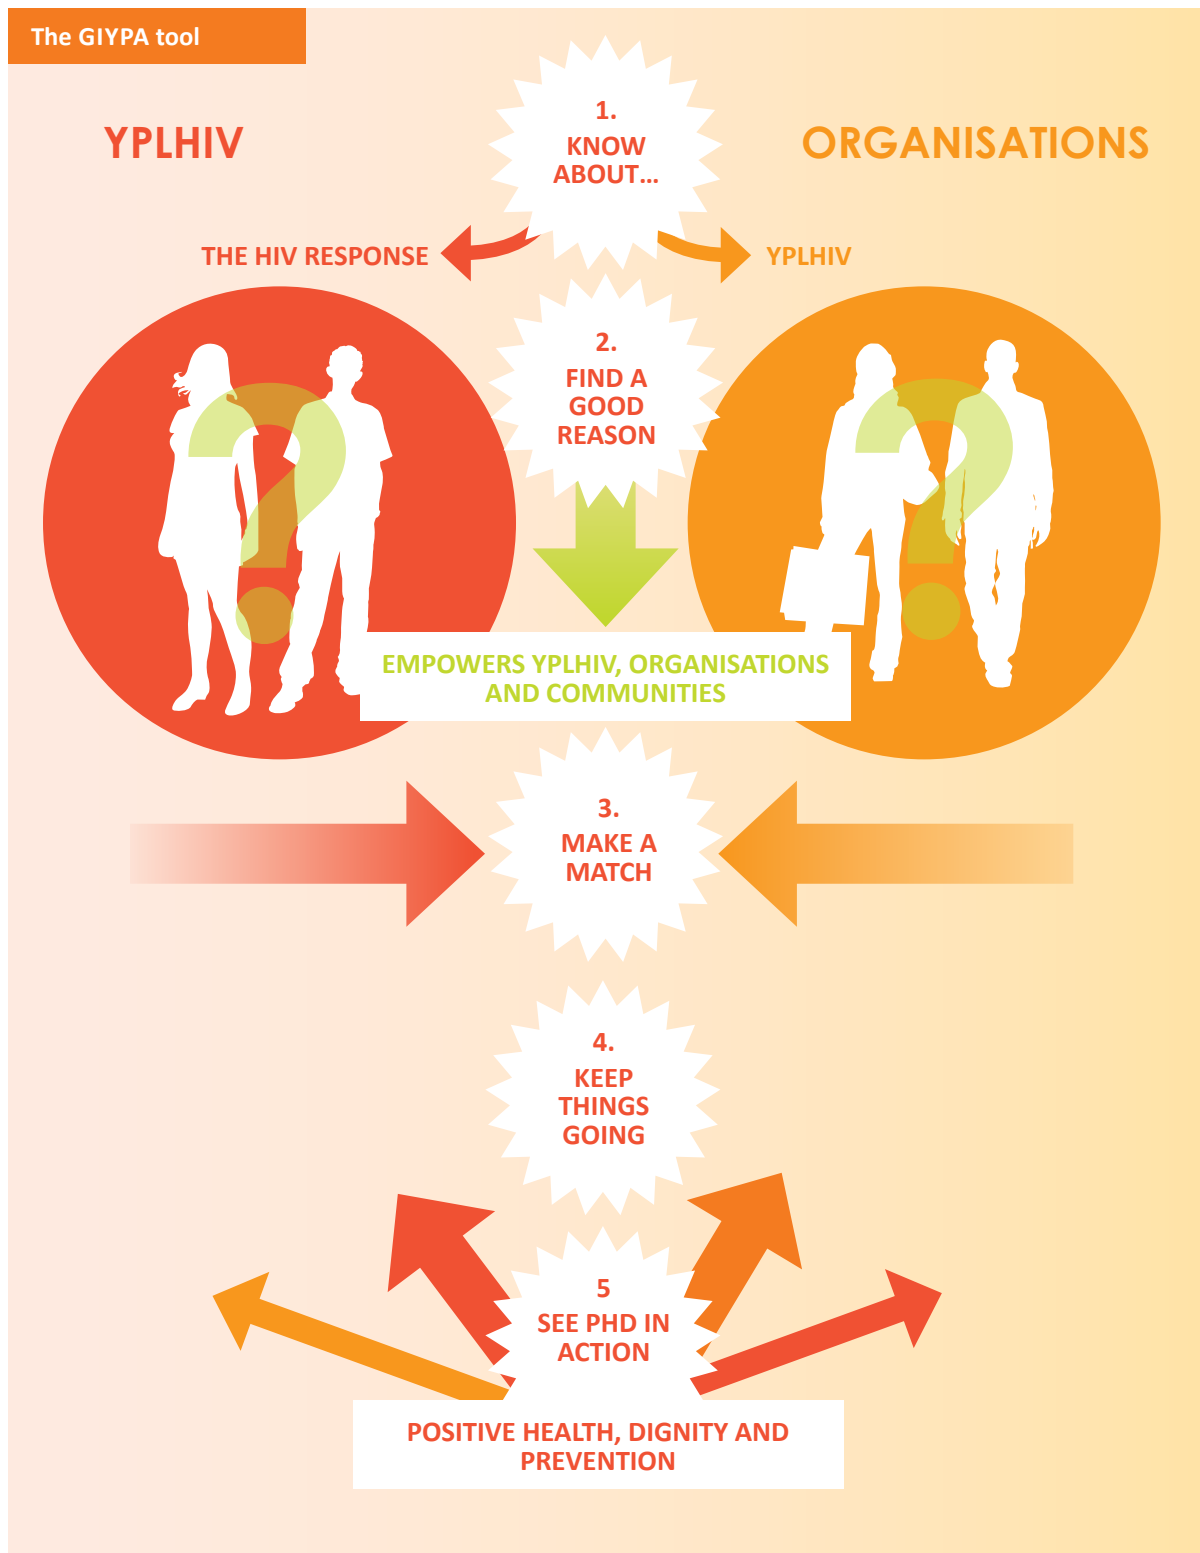 The GIYPA tool
YPLHIV
ORGANISATIONS
1.
KNOW
ABOUT...
THE HIV RESPONSE
YPLHIV
2.
FIND A
GOOD
REASON
EMPOWERS YPLHIV, ORGANISATIONS
AND COMMUNITIES
3.
MAKE A
MATCH
4.
KEEP
THINGS
GOING
5
SEE PHD IN
ACTION
POSITIVE HEALTH, DIGNITY AND
PREVENTION